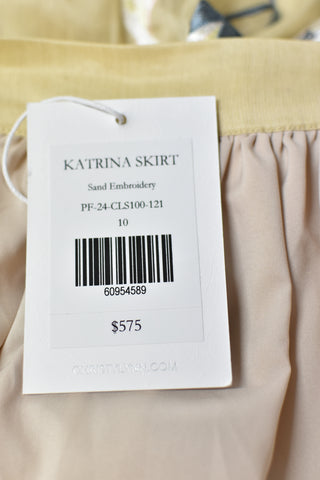 KATRINA SKIRT
Sand Embroidery
PF-24-CLS100-121
10
60954589
$575